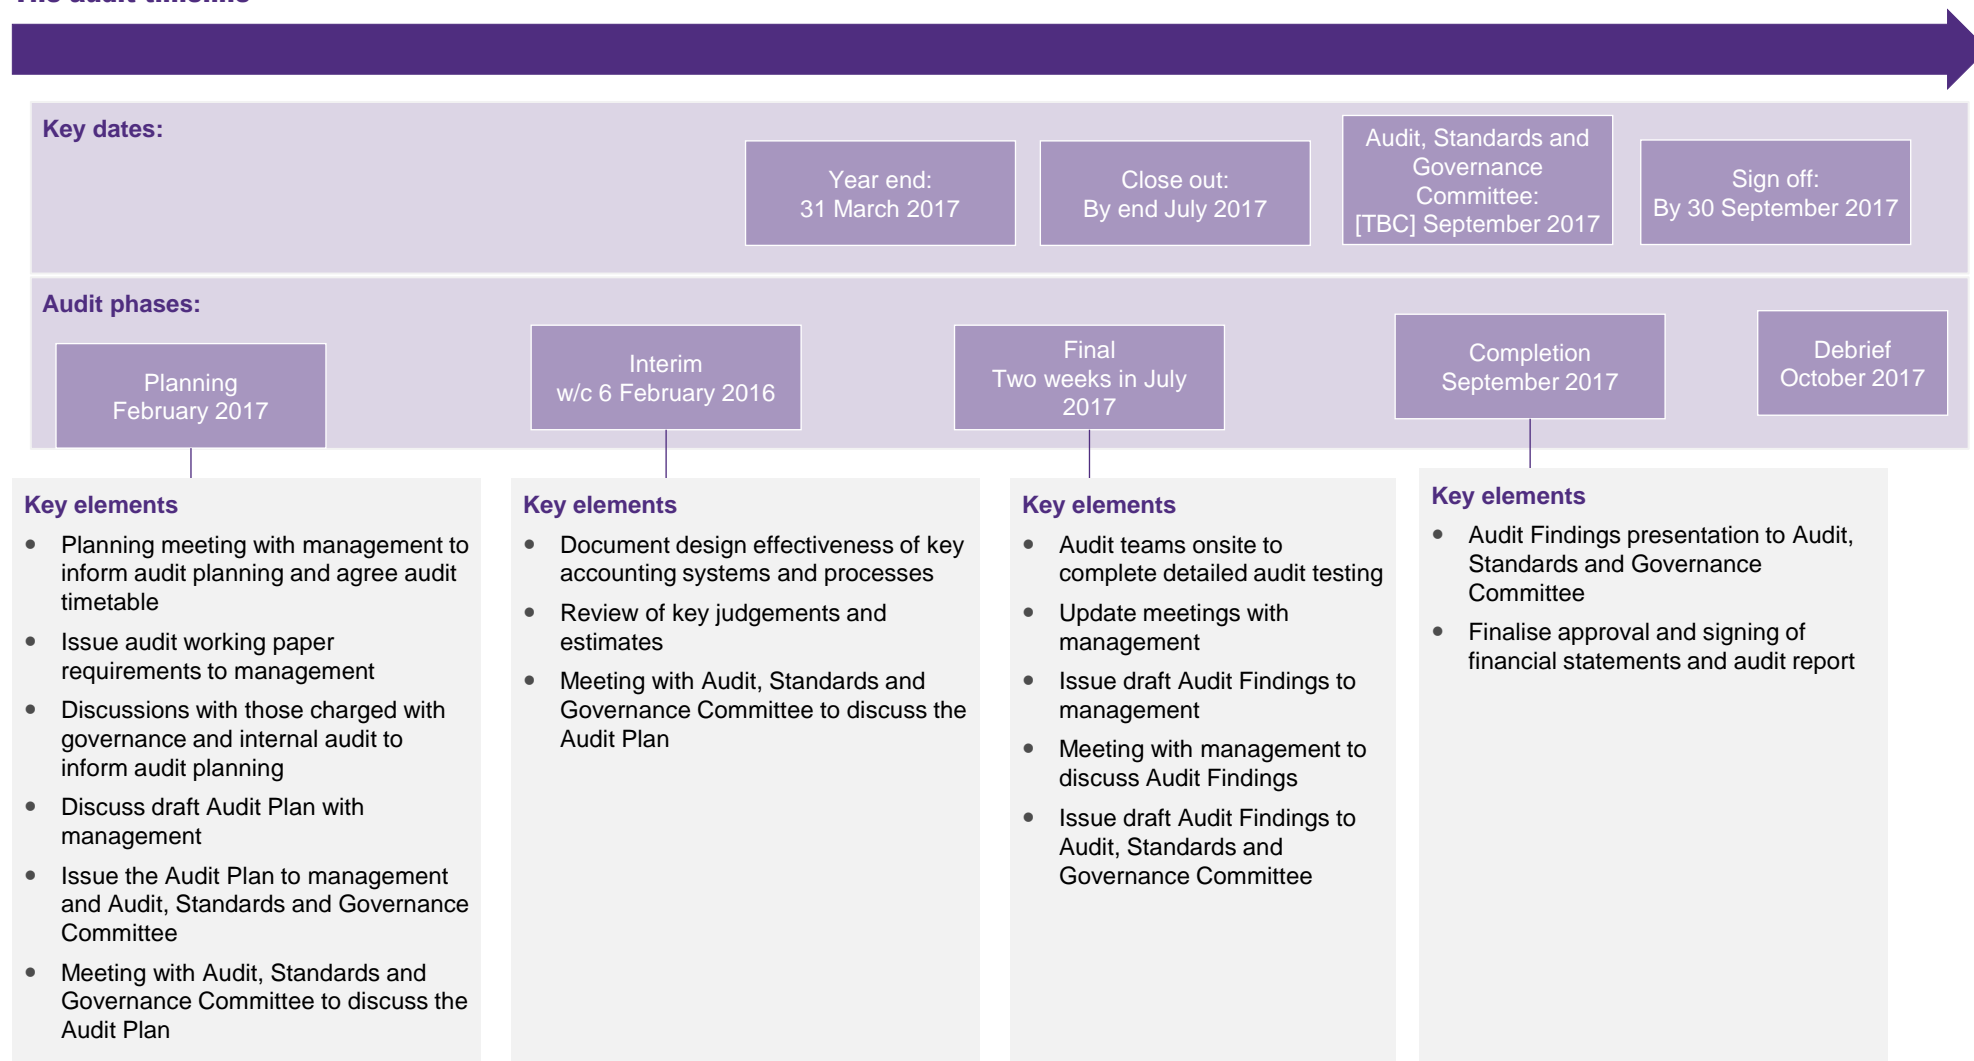 The audit timeline
Key dates:
Year end:
31 March 2017
Close out:
By end July 2017
Audit, Standards and
Governance
Committee:
[TBC] September 2017
Sign off:
By 30 September 2017
Audit phases:
Planning
February 2017
Interim
w/c 6 February 2016
Final
Two weeks in July
2017
Completion
September 2017
Debrief
October 2017
Key elements
• Planning meeting with management to
inform audit planning and agree audit
timetable
• Issue audit working paper
requirements to management
• Discussions with those charged with
governance and internal audit to
inform audit planning
• Discuss draft Audit Plan with
management
• Issue the Audit Plan to management
and Audit, Standards and Governance
Committee
• Meeting with Audit, Standards and
Governance Committee to discuss the
Audit Plan
Key elements
• Document design effectiveness of key
accounting systems and processes
• Review of key judgements and
estimates
• Meeting with Audit, Standards and
Governance Committee to discuss the
Audit Plan
Key elements
• Audit teams onsite to
complete detailed audit testing
• Update meetings with
management
• Issue draft Audit Findings to
management
• Meeting with management to
discuss Audit Findings
• Issue draft Audit Findings to
Audit, Standards and
Governance Committee
Key elements
• Audit Findings presentation to Audit,
Standards and Governance
Committee
• Finalise approval and signing of
financial statements and audit report